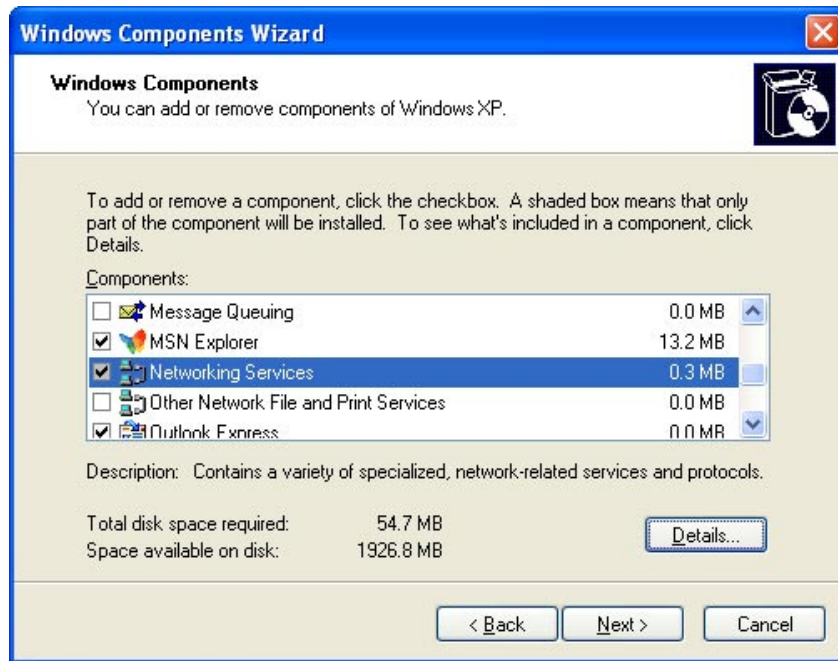 Windows Components Wizard
Windows Components
You can add or remove components of Windows XP.
To add or remove a component, click the checkbox. A shaded box means that only
part of the component will be installed. To see what's included in a component, click
Details.
Components:
Message Queuing 0.0 MB
MSN Explorer 13.2 MB
Networking Services 0.3 MB
Other Network File and Print Services 0.0 MB
Outlook Express 0.0 MB
Description: Contains a variety of specialized, network-related services and protocols.
Total disk space required: 54.7 MB
Space available on disk: 1926.8 MB
Details...
< Back Next > Cancel